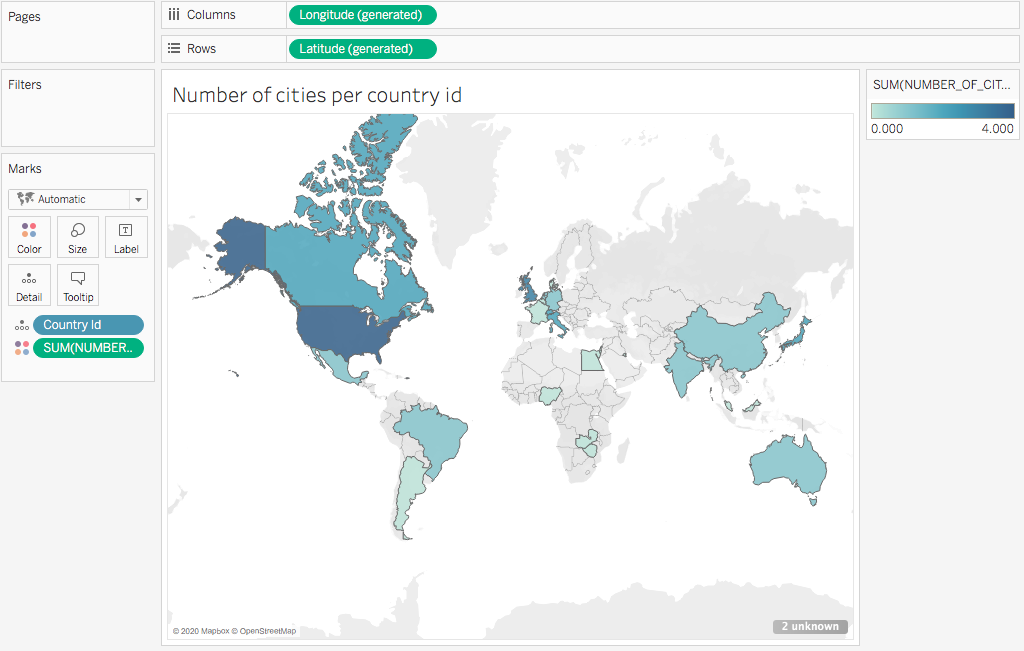 Pages
Columns
Longitude (generated)
Rows
Latitude (generated)
Filters
Marks
Automatic
Color
Size
T
Label
Detail
Tooltip
Country Id
SUM(NUMBER..
Number of cities per country id
© 2020 Mapbox © OpenStreetMap
2 unknown
SUM(NUMBER_OF_CIT...
0.000
4.000